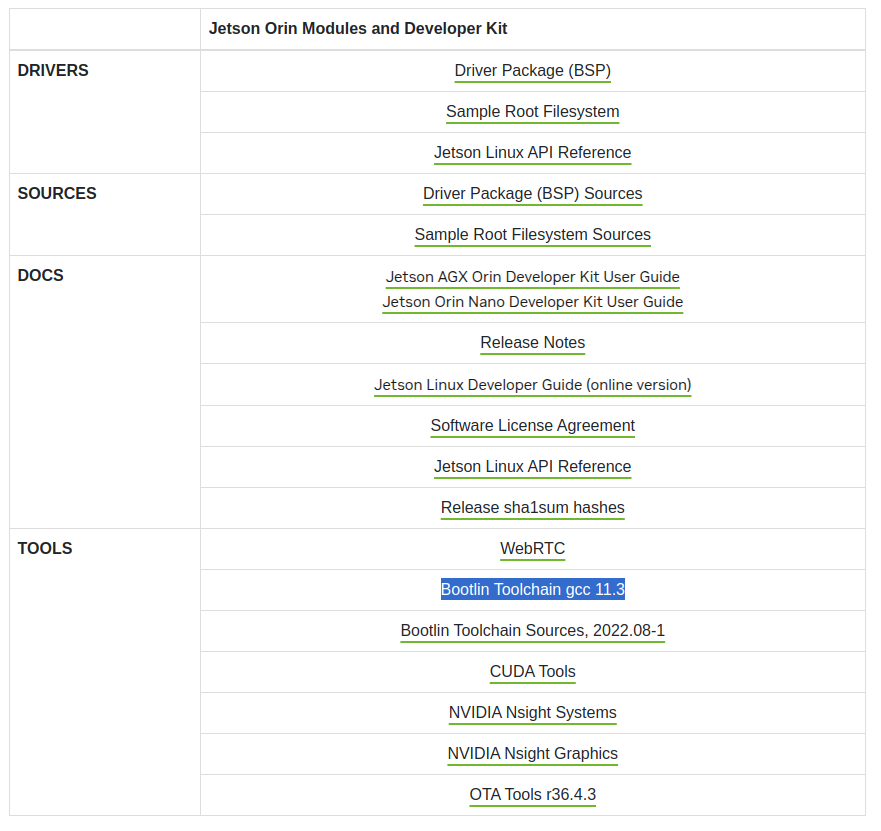 Jetson Orin Modules and Developer Kit
DRIVERS
Driver Package (BSP)
Sample Root Filesystem
Jetson Linux API Reference
SOURCES
Driver Package (BSP) Sources
Sample Root Filesystem Sources
DOCS
Jetson AGX Orin Developer Kit User Guide
Jetson Orin Nano Developer Kit User Guide
Release Notes
Jetson Linux Developer Guide (online version)
Software License Agreement
Jetson Linux API Reference
Release sha1sum hashes
TOOLS
WebRTC
Bootlin Toolchain gcc 11.3
Bootlin Toolchain Sources, 2022.08-1
CUDA Tools
NVIDIA Nsight Systems
NVIDIA Nsight Graphics
OTA Tools r36.4.3